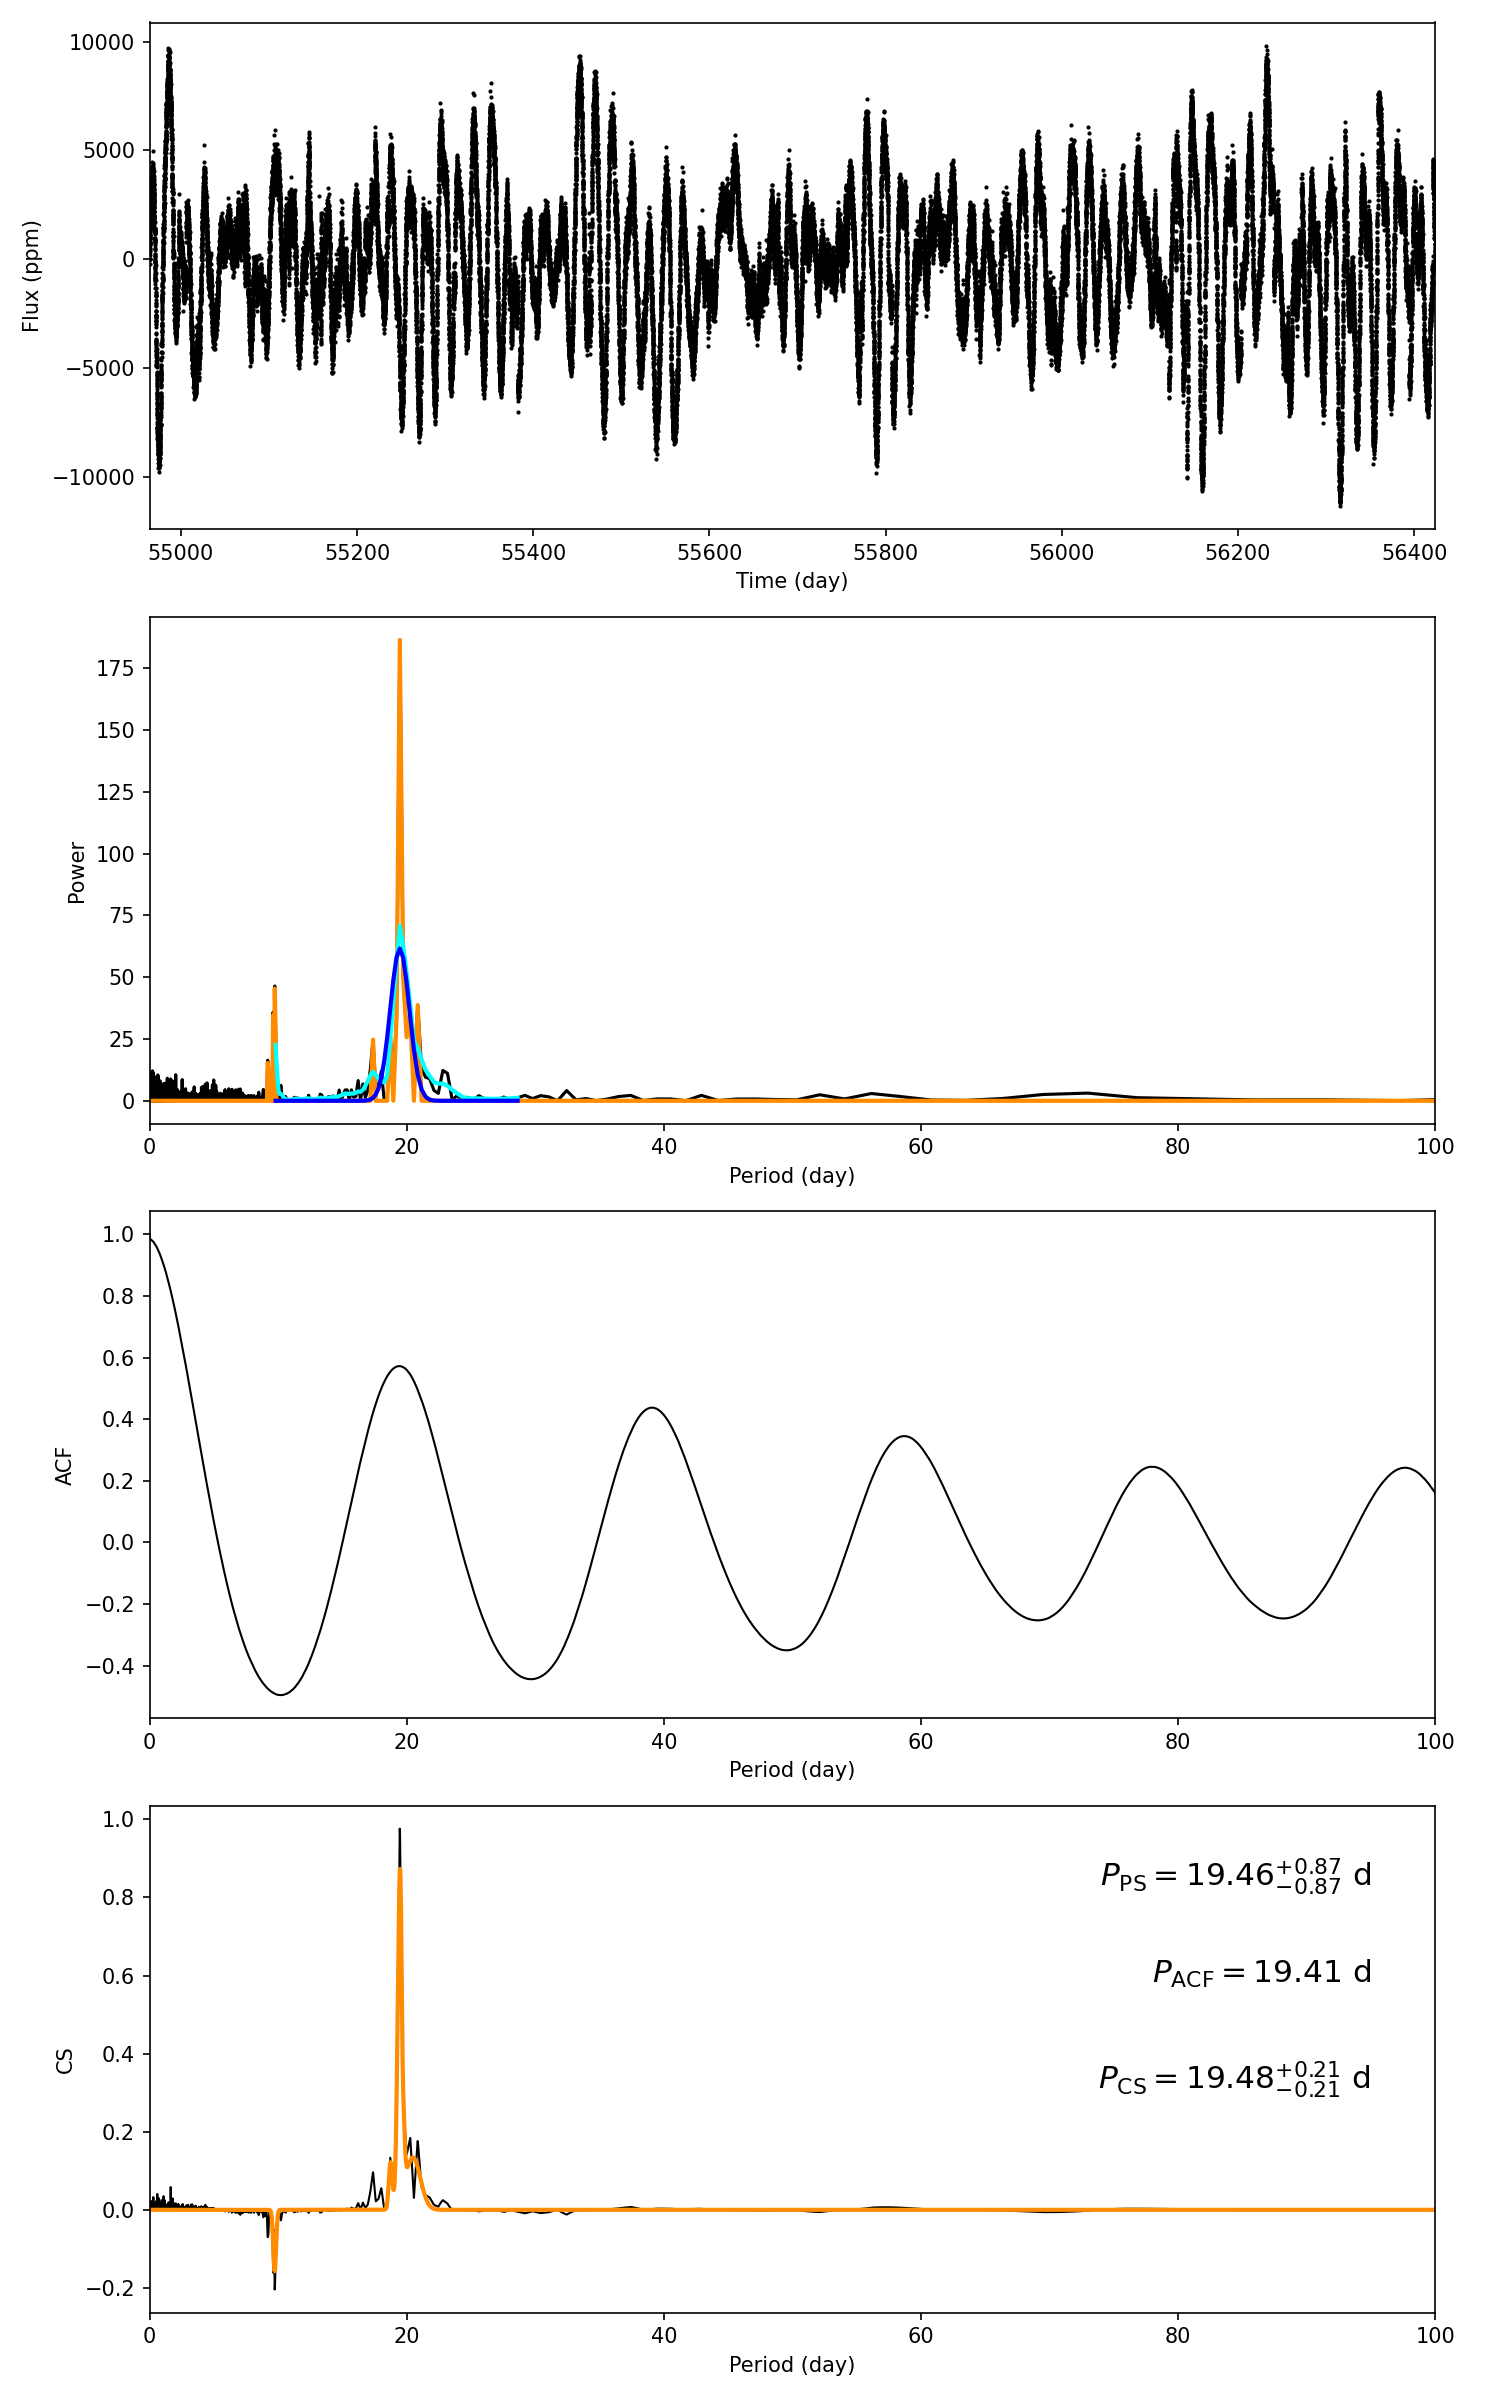 10000
5000
0
−5000
−10000
Flux (ppm)
55000 55200 55400 55600 55800 56000 56200 56400
Time (day)
175
150
125
100
75
50
25
0
Power
0 20 40 60 80 100
Period (day)
1.0
0.8
0.6
0.4
0.2
0.0
−0.2
−0.4
ACF
0 20 40 60 80 100
Period (day)
1.0
0.8
0.6
0.4
0.2
0.0
−0.2
CS
P_PS = 19.46 +0.87 −0.87 d
P_ACF = 19.41 d
P_CS = 19.48 +0.21 −0.21 d
0 20 40 60 80 100
Period (day)